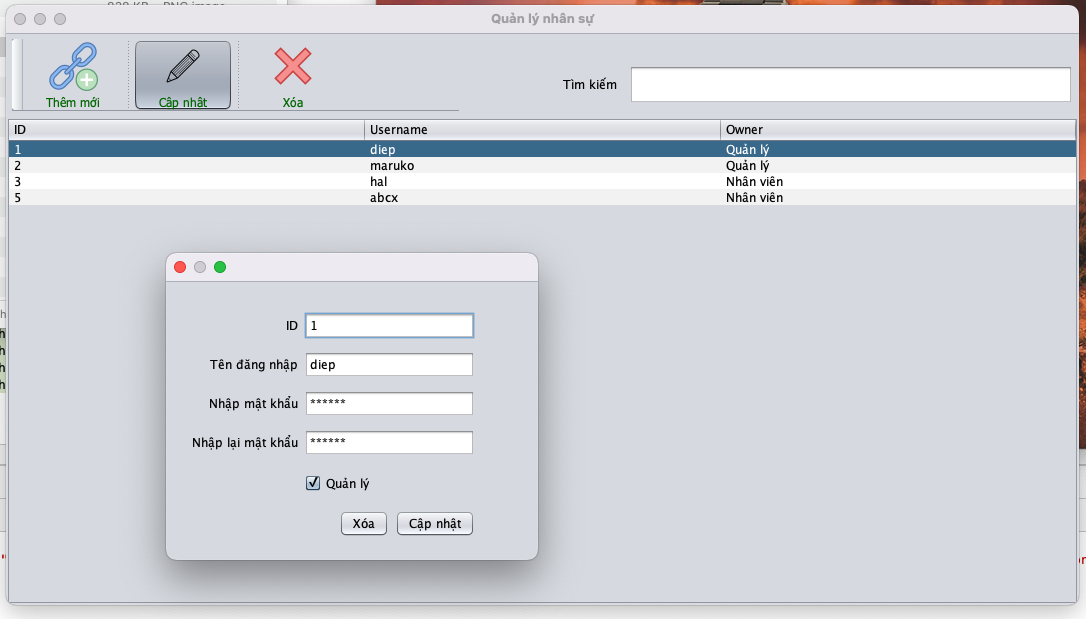 Quản lý nhân sự
Thêm mới
Cập nhật
Xóa
Tìm kiếm
ID Username Owner
1 diep Quản lý
2 maruko Quản lý
3 hal Nhân viên
5 abcx Nhân viên
ID 1
Tên đăng nhập diep
Nhập mật khẩu ******
Nhập lại mật khẩu ******
Quản lý
Xóa Cập nhật